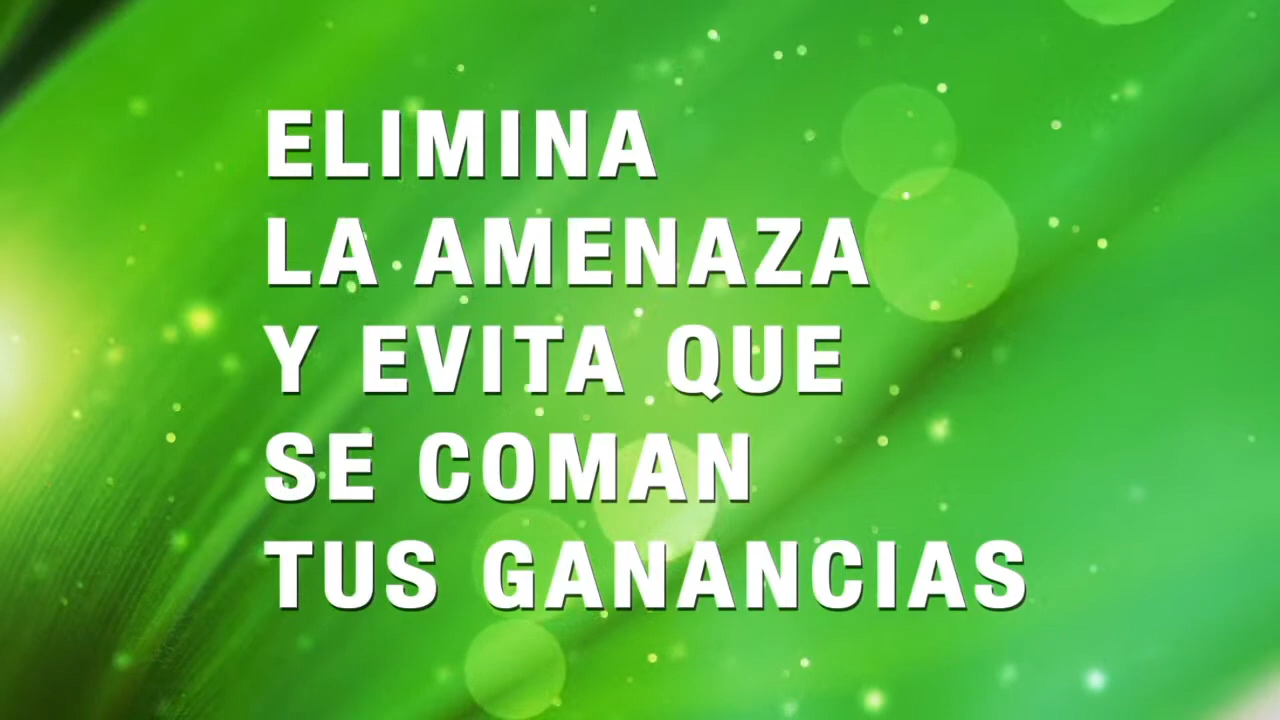 ELIMINA
LA AMENAZA
Y EVITA QUE
SE COMAN
TUS GANANCIAS